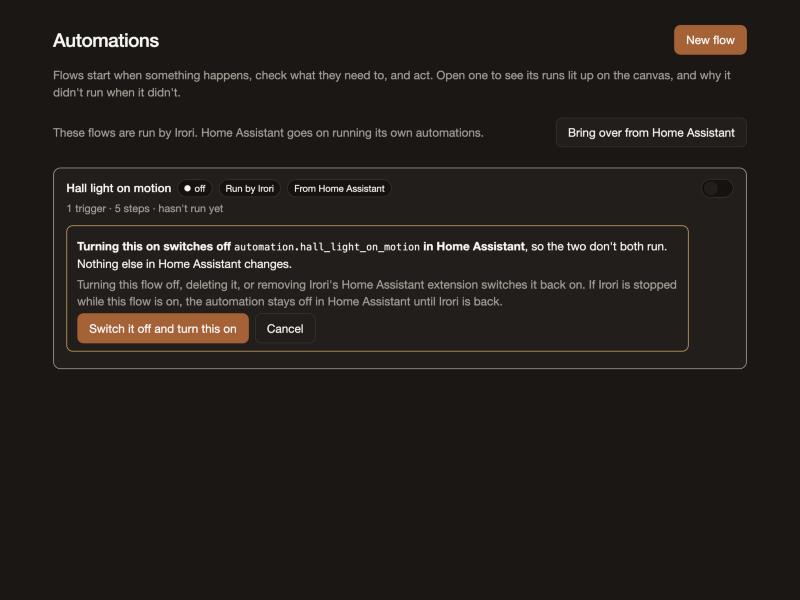 Automations
New flow
Flows start when something happens, check what they need to, and act. Open one to see its runs lit up on the canvas, and why it
didn't run when it didn't.
These flows are run by Irori. Home Assistant goes on running its own automations.
Bring over from Home Assistant
Hall light on motion
off
Run by Irori
From Home Assistant
1 trigger · 5 steps · hasn't run yet
Turning this on switches off automation.hall_light_on_motion in Home Assistant, so the two don't both run.
Nothing else in Home Assistant changes.
Turning this flow off, deleting it, or removing Irori's Home Assistant extension switches it back on. If Irori is stopped
while this flow is on, the automation stays off in Home Assistant until Irori is back.
Switch it off and turn this on
Cancel